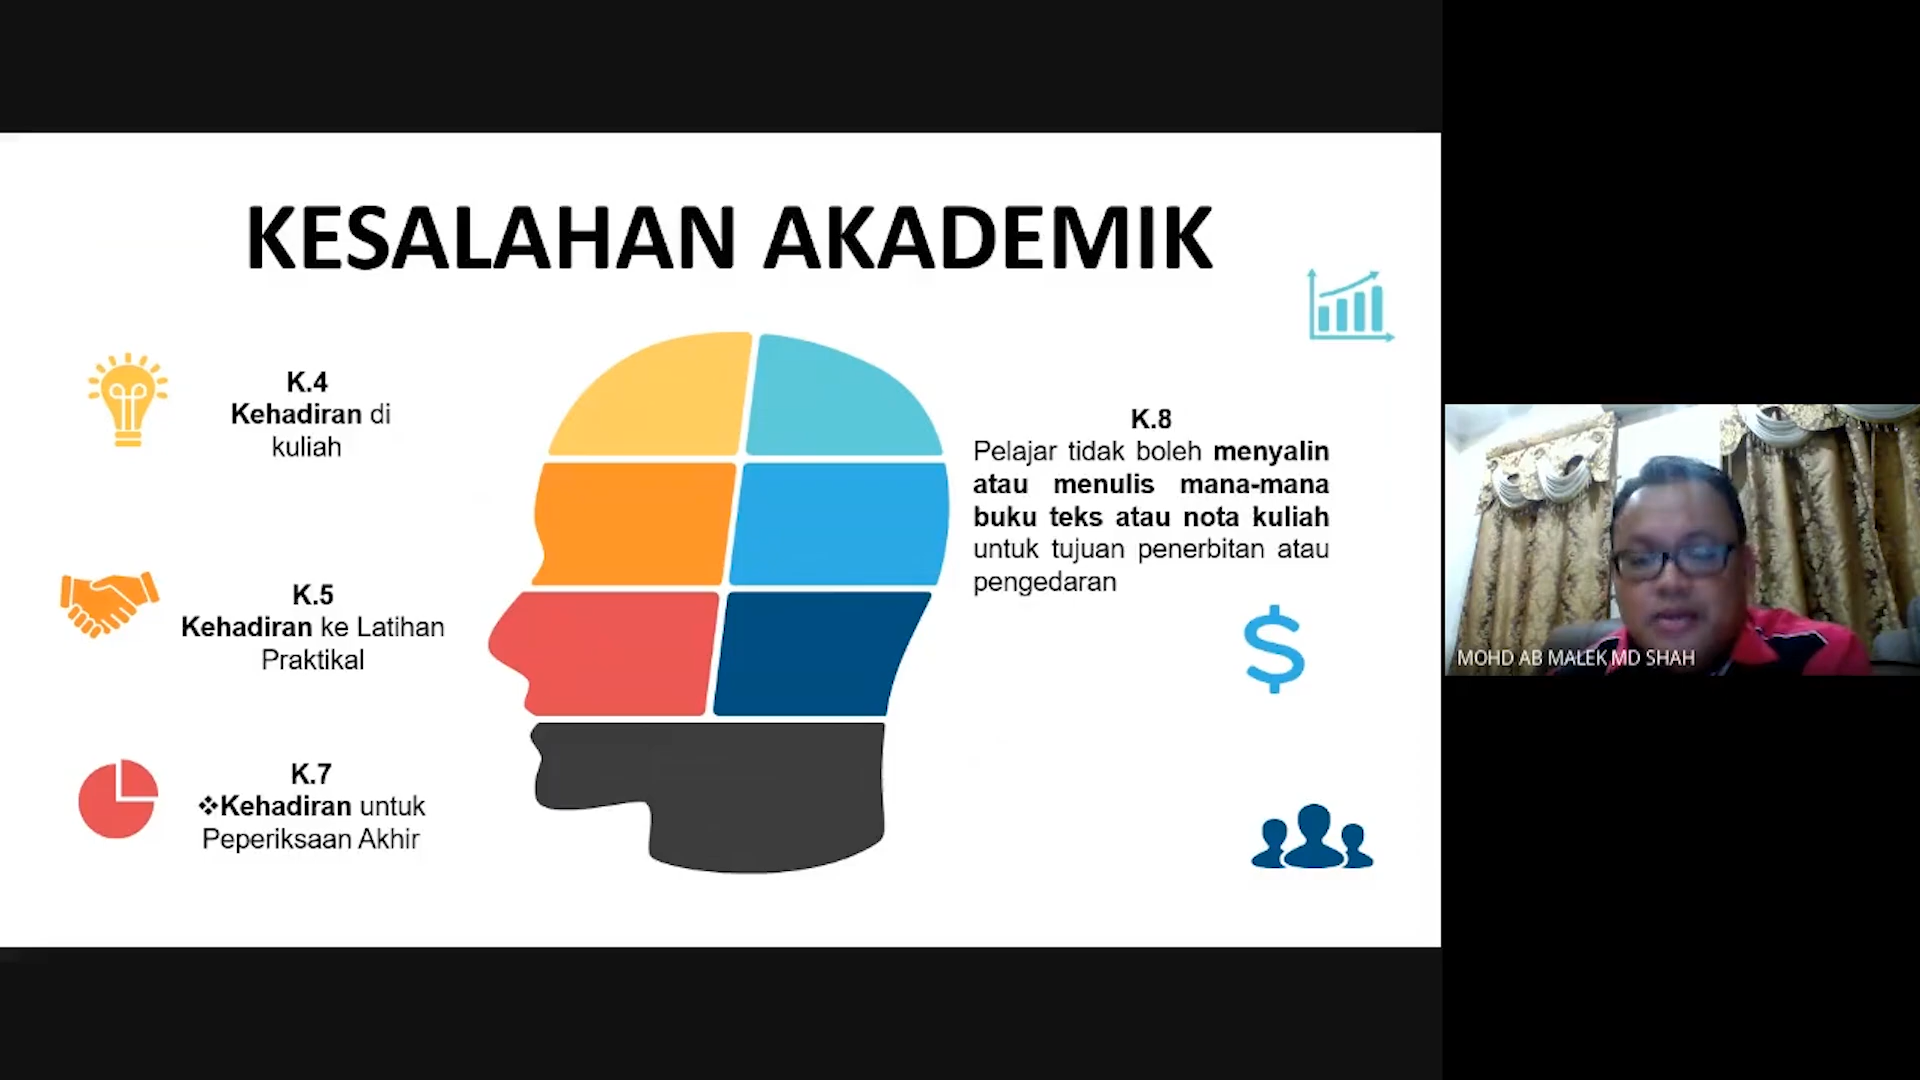 KESALAHAN AKADEMIK
K.4
Kehadiran di
kuliah
K.5
Kehadiran ke Latihan
Praktikal
K.7
❖Kehadiran untuk
Peperiksaan Akhir
K.8
Pelajar tidak boleh menyalin
atau menulis mana-mana
buku teks atau nota kuliah
untuk tujuan penerbitan atau
pengedaran
$
MOHD AB MALEK MD SHAH